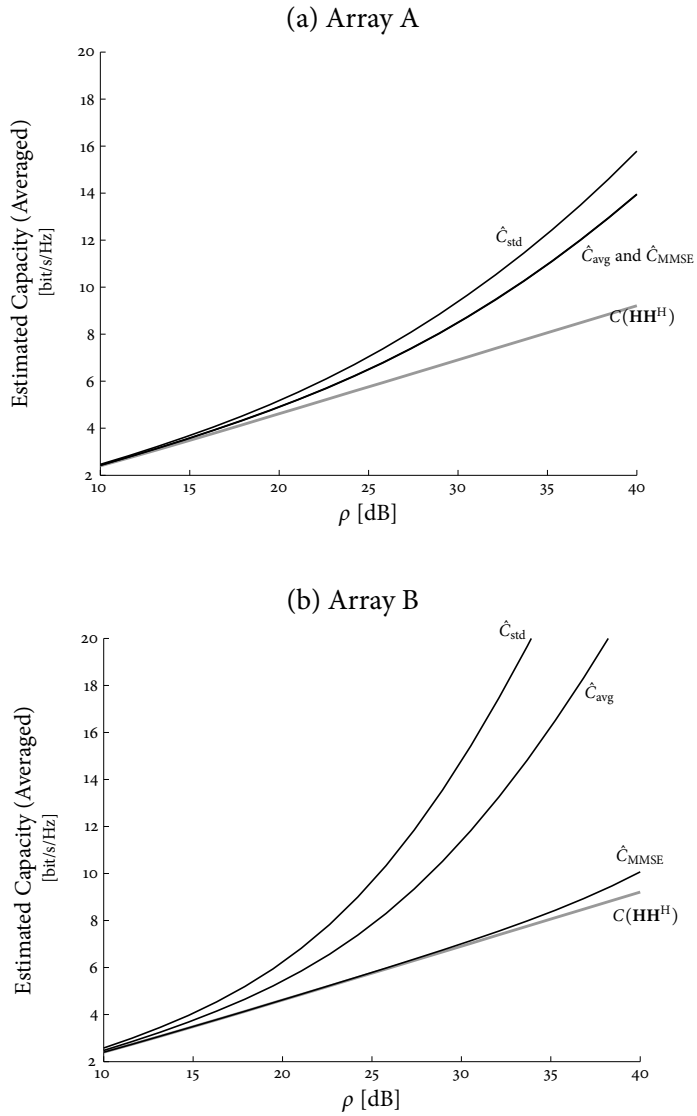 (a) Array A
20
18
16
14
12
10
8
6
4
2
Estimated Capacity (Averaged)
[bit/s/Hz]
Ĉstd
Ĉavg and ĈMMSE
C(HHᴴ)
10 15 20 25 30 35 40
ρ [dB]
(b) Array B
20
18
16
14
12
10
8
6
4
2
Estimated Capacity (Averaged)
[bit/s/Hz]
Ĉstd
Ĉavg
ĈMMSE
C(HHᴴ)
10 15 20 25 30 35 40
ρ [dB]